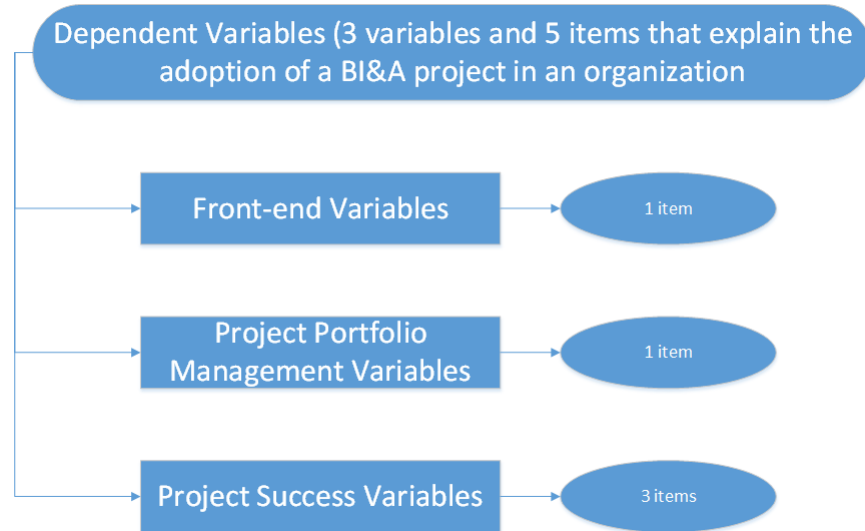 Dependent Variables (3 variables and 5 items that explain the
adoption of a BI&A project in an organization
Front-end Variables
1 item
Project Portfolio
Management Variables
1 item
Project Success Variables
3 items